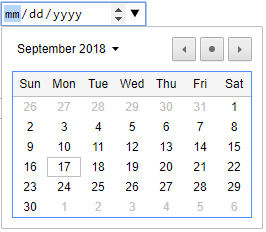 mm/dd/yyyy
September 2018
Sun Mon Tue Wed Thu Fri Sat
26 27 28 29 30 31 1
2 3 4 5 6 7 8
9 10 11 12 13 14 15
16 17 18 19 20 21 22
23 24 25 26 27 28 29
30 1 2 3 4 5 6